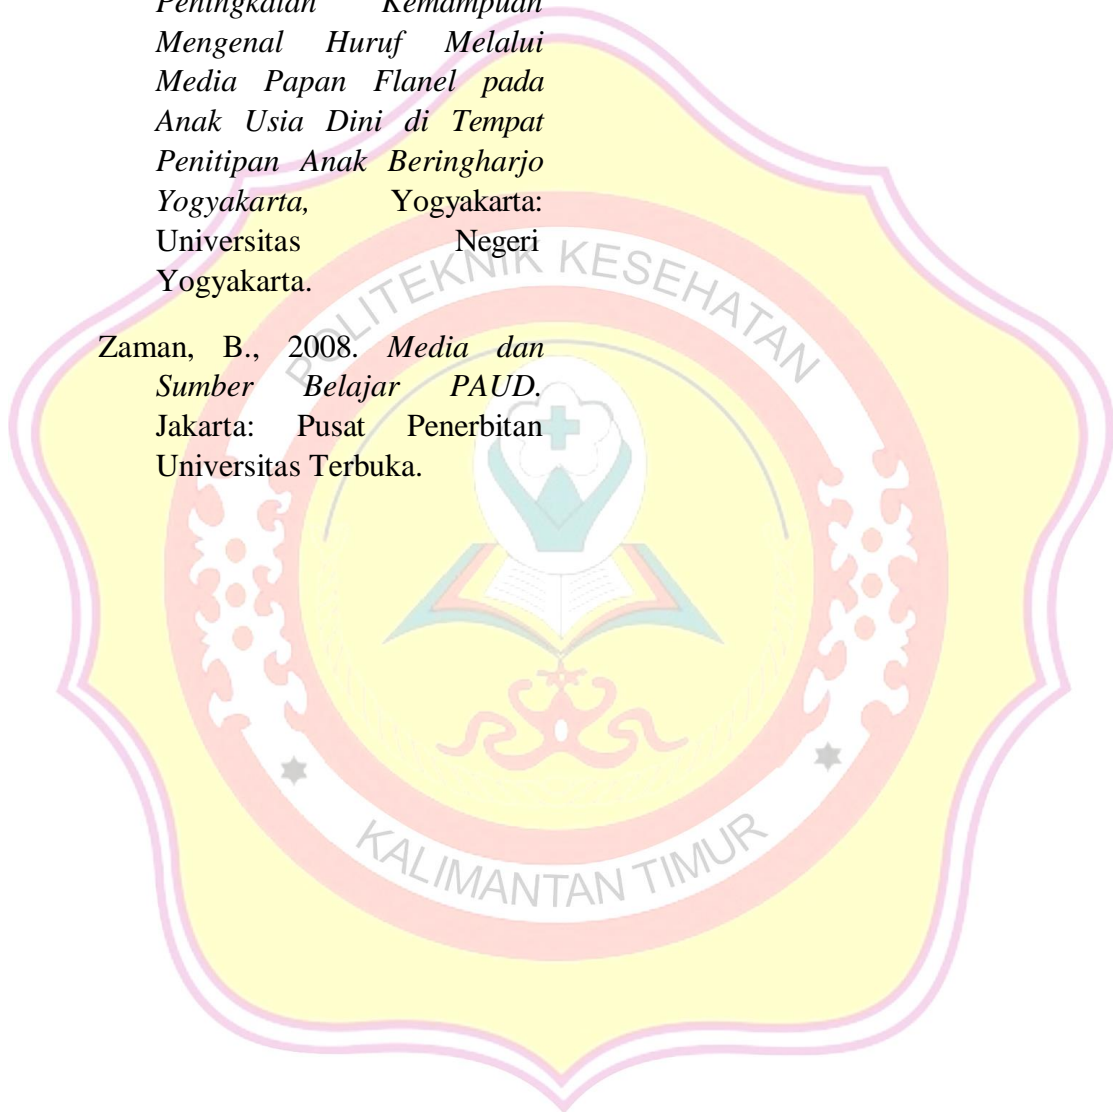 Peningkatan Kemampuan
Mengenal Huruf Melalui
Media Papan Flanel pada
Anak Usia Dini di Tempat
Penitipan Anak Beringharjo
Yogyakarta, Yogyakarta:
Universitas Negeri
Yogyakarta.
Zaman, B., 2008. Media dan
Sumber Belajar PAUD.
Jakarta: Pusat Penerbitan
Universitas Terbuka.
POLITEKNIK KESEHATAN
KALIMANTAN TIMUR